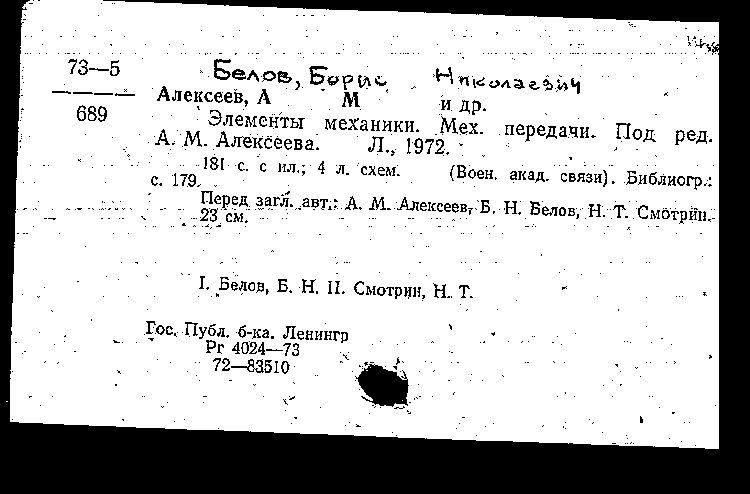 73—5
689
Белов, Борис Николаевич
Алексеев, А М и др.
Элементы механики. Мех. передачи. Под ред.
А. М. Алексеева. Л., 1972.
181 с. с ил.; 4 л. схем. (Воен. акад. связи). Библиогр.:
с. 179.
Перед загл. авт.: А. М. Алексеев, Б. Н. Белов, Н. Т. Смотрин.
23 см.
I. Белов, Б. Н. II. Смотрин, Н. Т.
Гос. Публ. б-ка. Ленингр
Рг 4024—73
72—83510